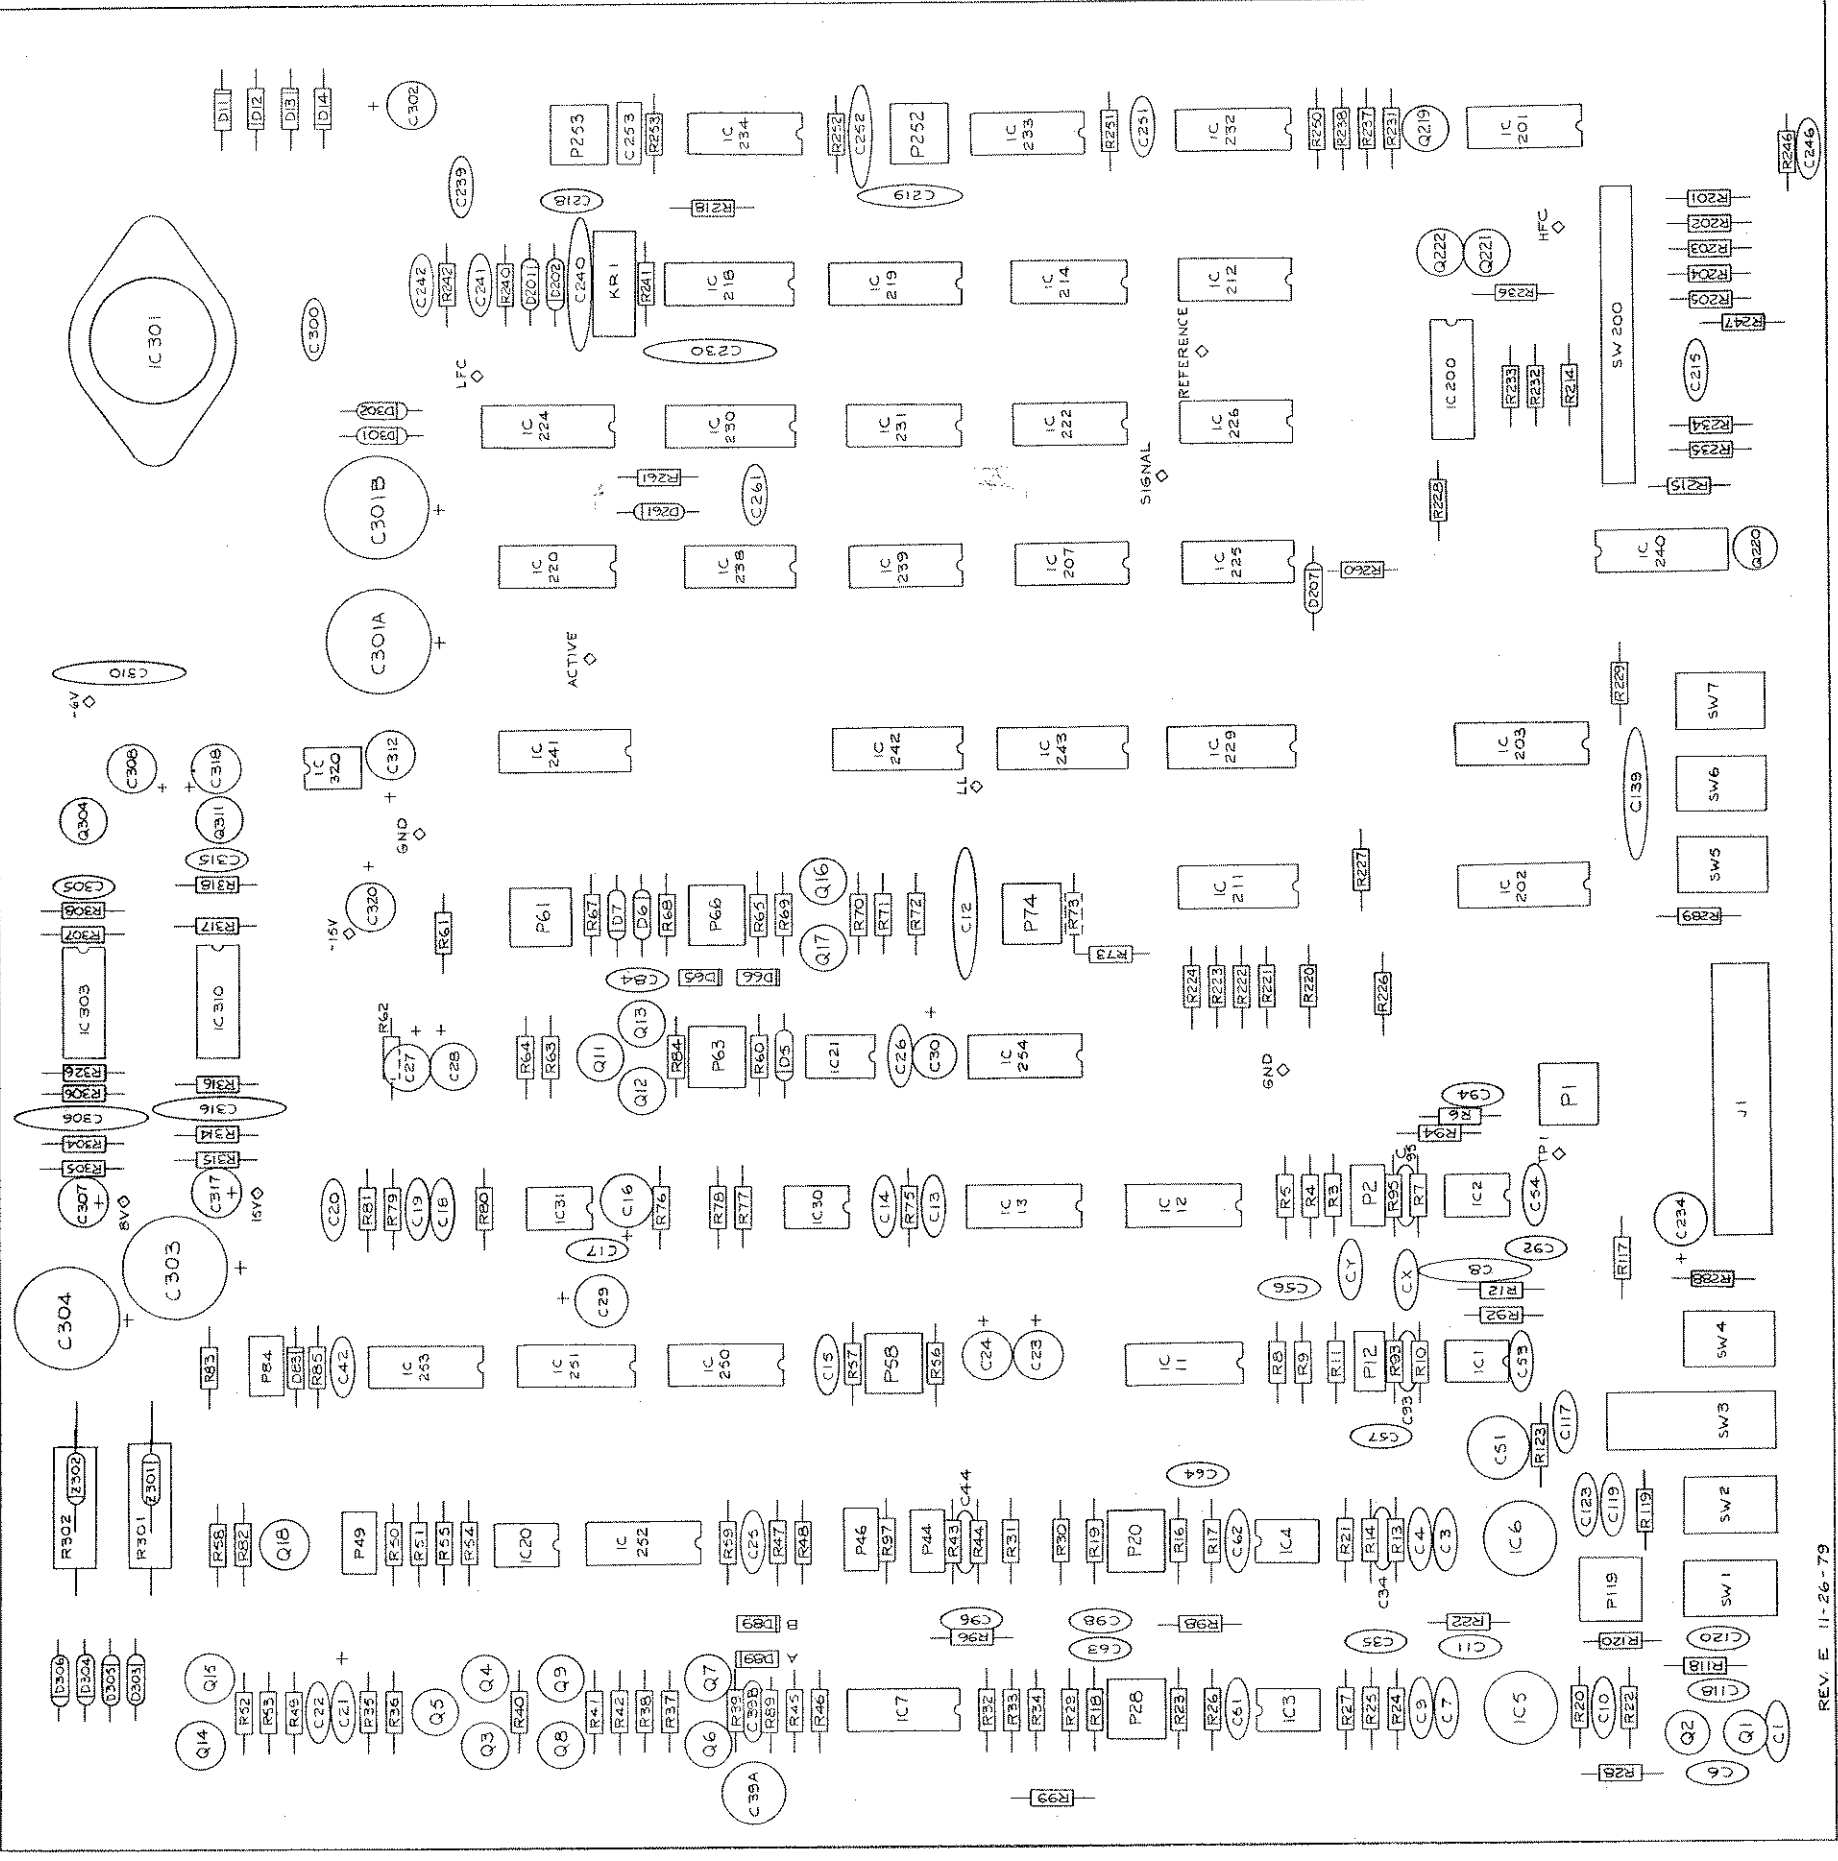 D11
D12
D13
D14
C302
P253
C253
R253
IC
234
R252
C252
P252
IC
233
R251
C251
IC
232
R250
R238
R237
R231
Q219
IC
201
R246
C246
C239
C218
R218
C219
R201
R202
R203
R204
R205
R247
HFC
Q222
Q221
R236
IC301
C300
C242
R242
C241
R240
D201
D202
C240
KR1
R241
IC
218
IC
219
IC
214
IC
212
C230
LFC
REFERENCE
IC200
R233
R232
R214
SW 200
C215
R234
R235
R215
D302
D301
IC
224
IC
230
IC
231
IC
222
IC
226
C301B
R261
D261
C261
SIGNAL
R228
IC
220
IC
238
IC
239
IC
207
IC
225
D207
R260
IC
240
Q220
C301A
ACTIVE
C310
-6V
R229
SW7
C308
C318
IC
320
C312
IC
241
IC
242
IC
243
IC
229
IC
203
LL
C139
SW6
Q304
Q311
GND
C315
C305
R318
R308
R317
R307
C320
-15V
R61
P61
R67
D7
D6
R68
P66
R65
R69
Q16
Q17
R70
R71
R72
C12
P74
R73
R73
IC
211
R227
IC
202
SW5
R289
C84
D65
D66
R224
R223
R222
R221
R220
R226
IC303
IC310
R62
C27
C28
R64
R63
Q11
Q13
Q12
R84
P63
R60
D5
IC21
C26
C30
IC
254
GND
P1
J1
R326
R306
R316
C306
C316
R304
R314
R305
R315
C94
R6
R94
TP1
C307
8V
C317
15V
C20
R81
R79
C19
C18
R80
IC31
C16
R76
R78
R77
IC30
C14
R75
C13
IC
13
IC
12
R5
R4
R3
P2
R95
C
95
R7
IC2
C54
C234
C17
C92
R117
C303
C304
C29
C56
CY
CX
C8
R12
R92
R288
R83
P84
D83
R85
C42
IC
253
IC
251
IC
250
C15
R57
P58
R56
C24
C23
IC
11
R8
R9
R11
P12
R93
C93
R10
IC1
C53
SW4
C57
C51
R123
C117
SW3
R302
Z302
R301
Z301
C64
C44
R58
R82
Q18
P49
R50
R51
R55
R54
IC20
IC
252
R59
C25
R47
R48
P46
R97
P44
R43
R44
R31
R30
R19
P20
R16
R17
C62
IC4
R21
R14
R13
C34
C4
C3
IC6
C123
C119
R119
SW2
P119
SW1
D89
B
C96
R96
C98
C63
R98
C35
R22
C11
R120
C120
D306
D304
D305
D303
Q15
Q14
R52
R53
R49
C22
C21
R35
R36
Q5
Q4
Q3
R40
Q9
Q8
R41
R42
R38
R37
Q7
Q6
D89
A
R39
C39B
R89
R45
R46
IC7
R32
R33
R34
R29
R18
P28
R23
R26
C61
IC3
R27
R25
R24
C9
C7
IC5
R20
C10
R22
R118
C118
Q2
Q1
C1
C39A
R99
R28
C6
REV. E 11-26-79